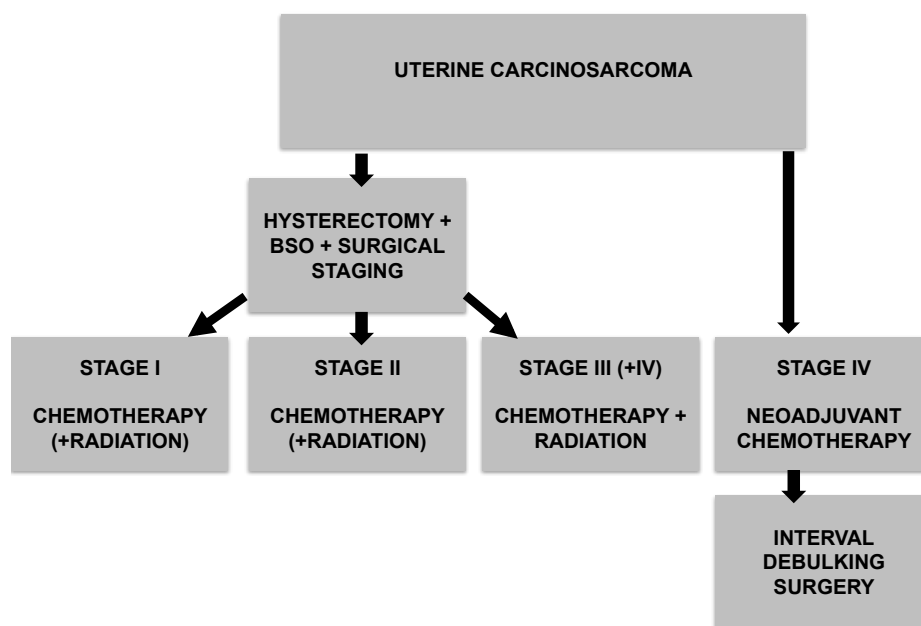 UTERINE CARCINOSARCOMA
HYSTERECTOMY +
BSO + SURGICAL
STAGING
STAGE I
CHEMOTHERAPY
(+RADIATION)
STAGE II
CHEMOTHERAPY
(+RADIATION)
STAGE III (+IV)
CHEMOTHERAPY +
RADIATION
STAGE IV
NEOADJUVANT
CHEMOTHERAPY
INTERVAL
DEBULKING
SURGERY